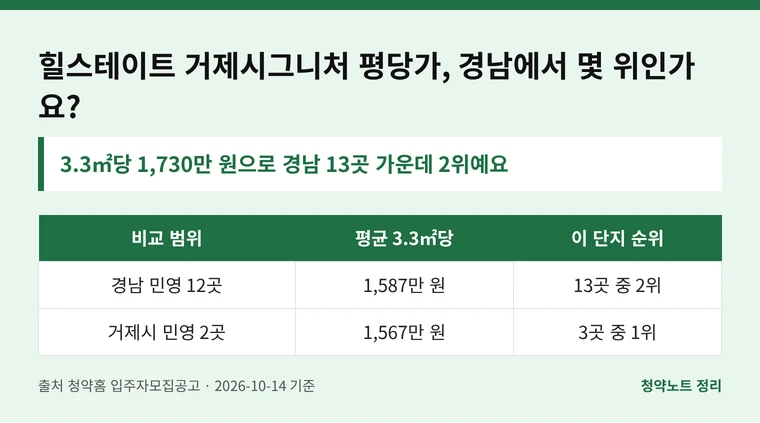 힐스테이트 거제시그니처 평당가, 경남에서 몇 위인가
요?
3.3㎡당 1,730만 원으로 경남 13곳 가운데 2위예요
비교 범위 평균 3.3㎡당 이 단지 순위
경남 민영 12곳 1,587만 원 13곳 중 2위
거제시 민영 2곳 1,567만 원 3곳 중 1위
출처 청약홈 입주자모집공고 · 2026-10-14 기준 청약노트 정리